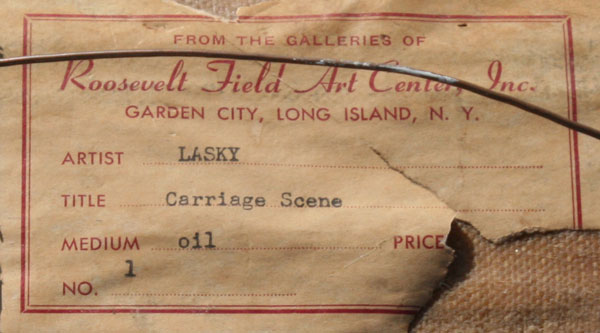 FROM THE GALLERIES OF
Roosevelt Field Art Center, Inc.
GARDEN CITY, LONG ISLAND, N. Y.
ARTIST LASKY
TITLE Carriage Scene
MEDIUM oil PRICE
NO. 1